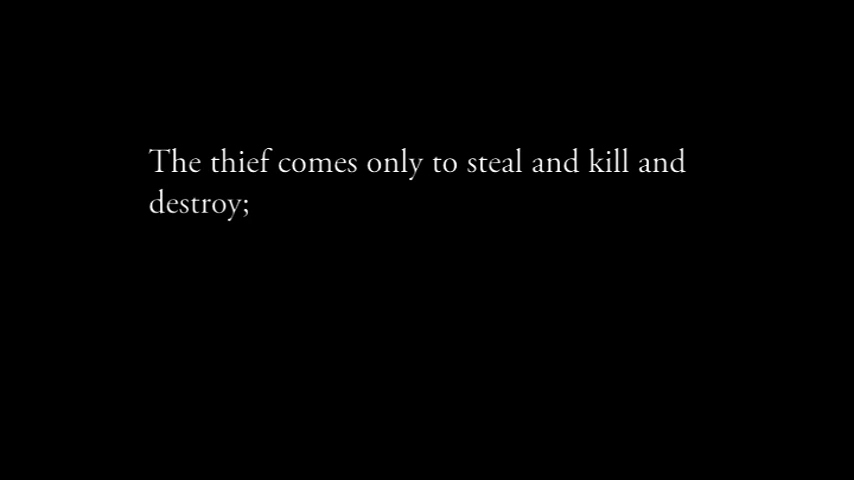 The thief comes only to steal and kill and
destroy;